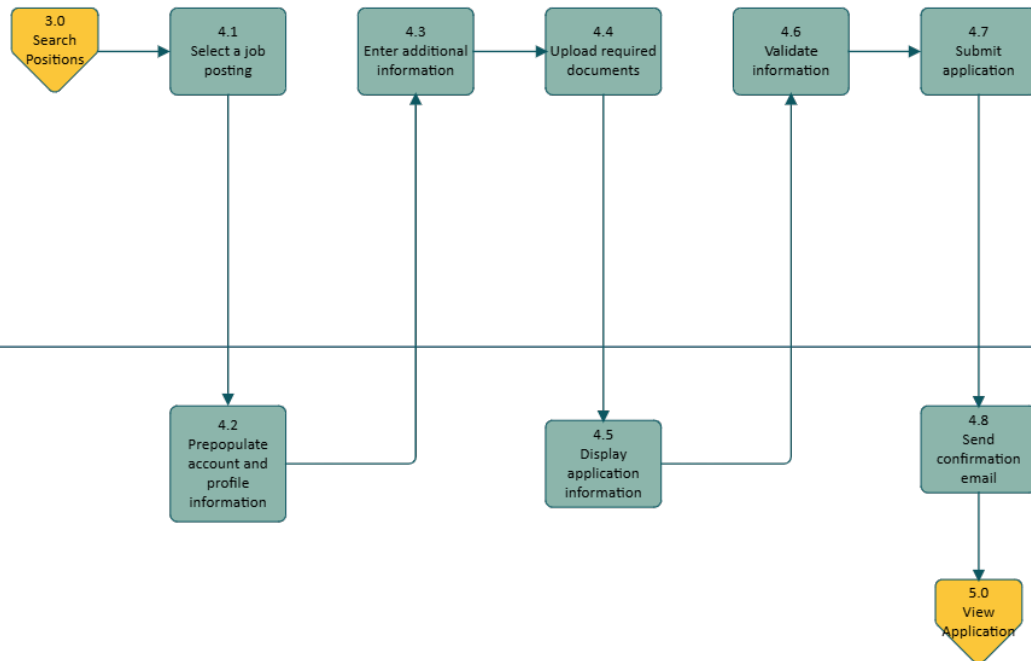 3.0
Search
Positions
4.1
Select a job
posting
4.3
Enter additional
information
4.4
Upload required
documents
4.6
Validate
information
4.7
Submit
application
4.2
Prepopulate
account and
profile
information
4.5
Display
application
information
4.8
Send
confirmation
email
5.0
View
Application